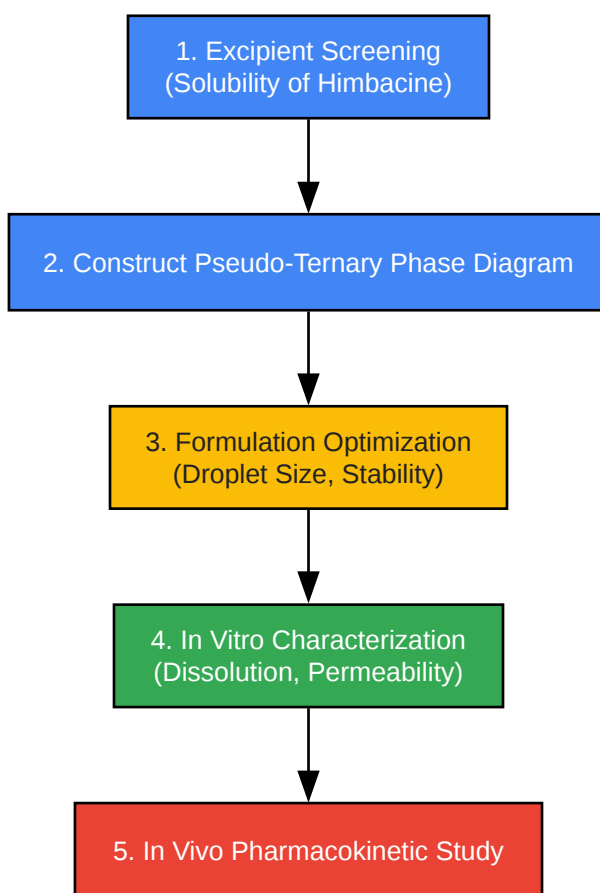 1. Excipient Screening
(Solubility of Himbacine)
2. Construct Pseudo-Ternary Phase Diagram
3. Formulation Optimization
(Droplet Size, Stability)
4. In Vitro Characterization
(Dissolution, Permeability)
5. In Vivo Pharmacokinetic Study